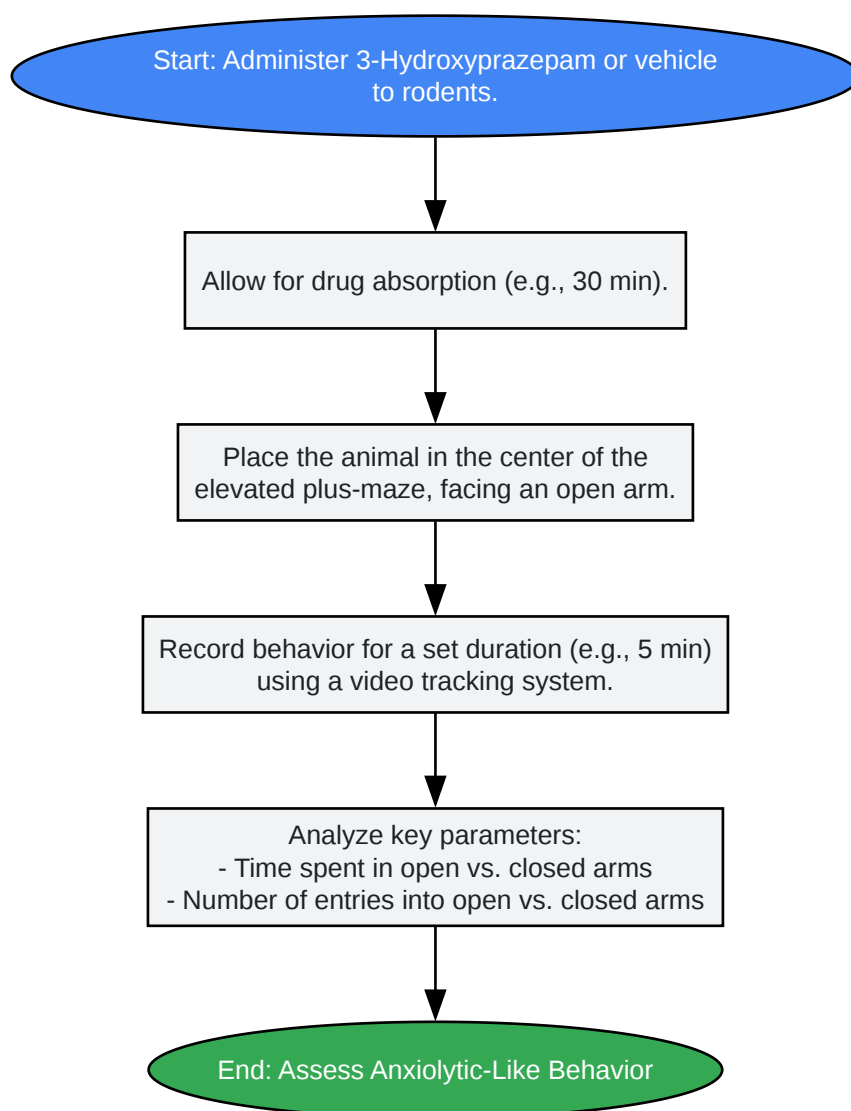 Start: Administer 3-Hydroxyprazepam or vehicle
to rodents.
Allow for drug absorption (e.g., 30 min).
Place the animal in the center of the
elevated plus-maze, facing an open arm.
Record behavior for a set duration (e.g., 5 min)
using a video tracking system.
Analyze key parameters:
- Time spent in open vs. closed arms
- Number of entries into open vs. closed arms
End: Assess Anxiolytic-Like Behavior